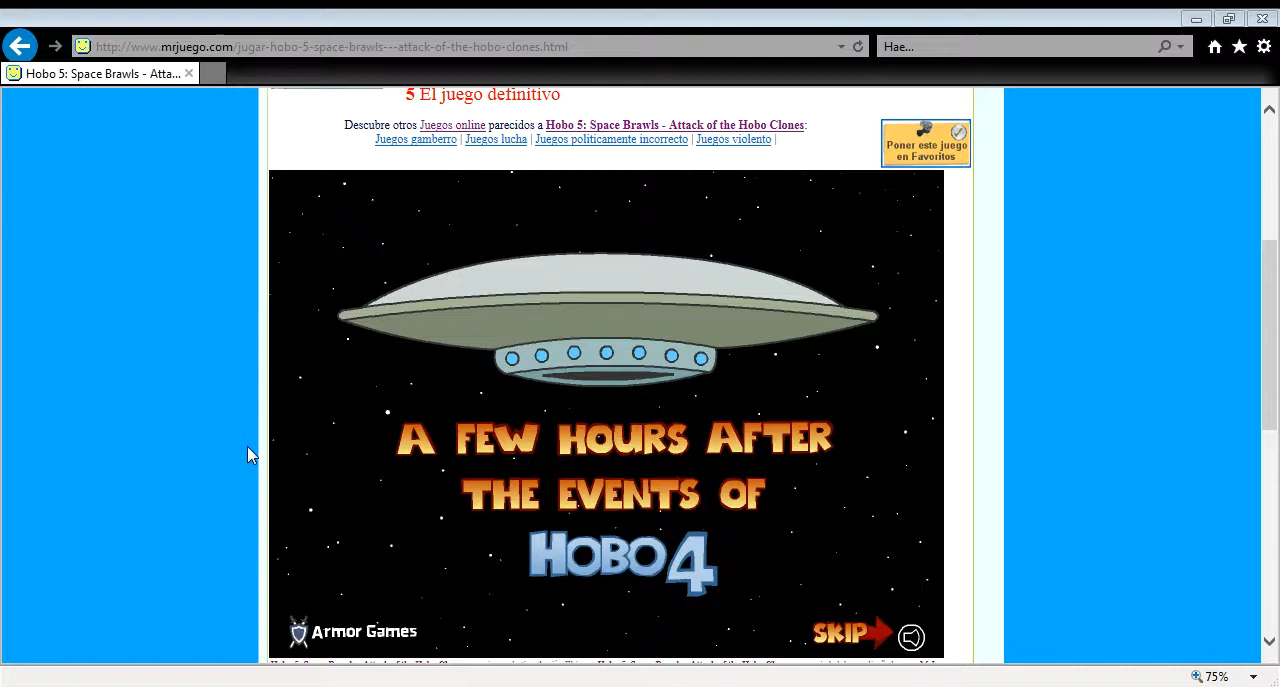 http://www.mrjuego.com/jugar-hobo-5-space-brawls---attack-of-the-hobo-clones.html
Hae...
Hobo 5: Space Brawls - Atta...
5 El juego definitivo
Descubre otros Juegos online parecidos a Hobo 5: Space Brawls - Attack of the Hobo Clones:
Juegos gamberro | Juegos lucha | Juegos politicamente incorrecto | Juegos violento |
Poner este juego
en Favoritos
A FEW HOURS AFTER
THE EVENTS OF
HOBO 4
Armor Games
SKIP
75%